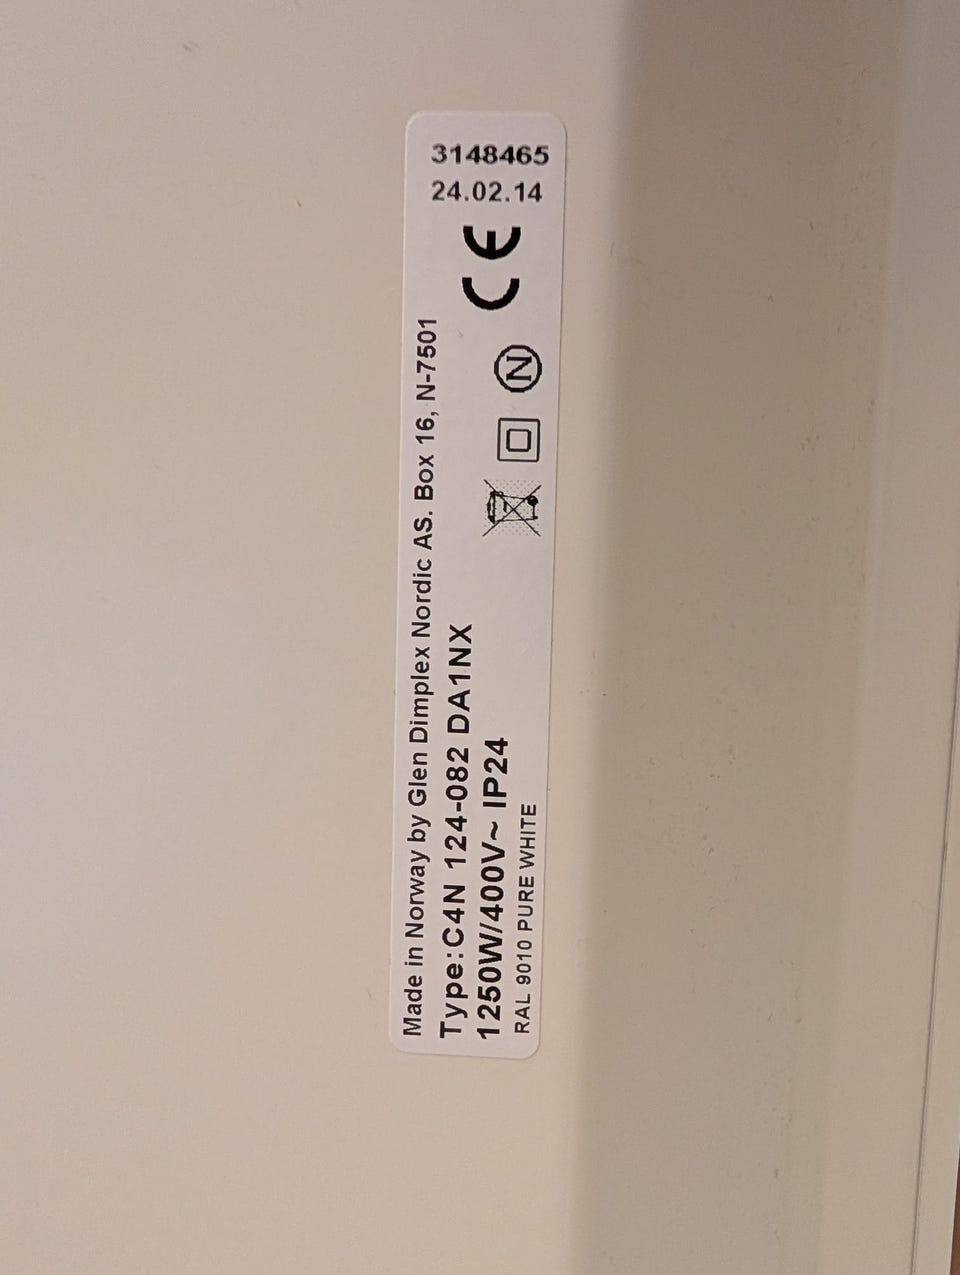 Made in Norway by Glen Dimplex Nordic AS. Box 16, N-7501
Type:C4N 124-082 DA1NX
1250W/400V~ IP24
RAL 9010 PURE WHITE
N
CE
3148465
24.02.14